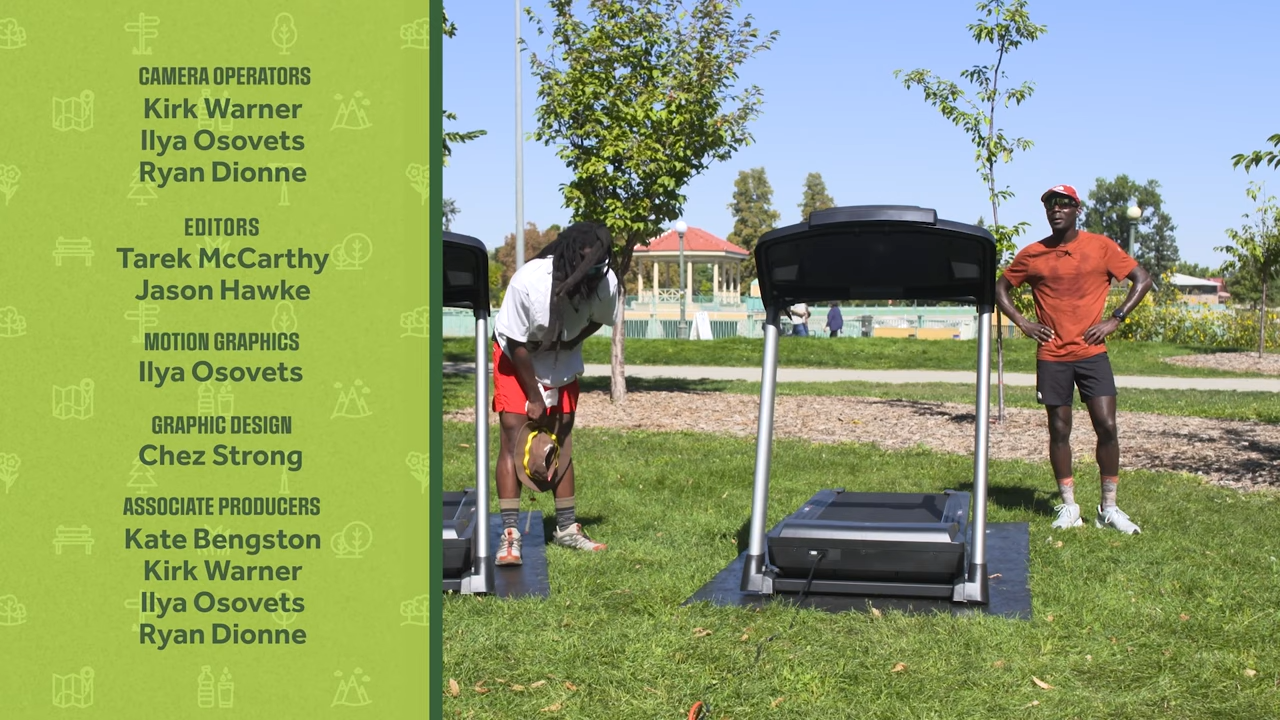 CAMERA OPERATORS
Kirk Warner
Ilya Osovets
Ryan Dionne
EDITORS
Tarek McCarthy
Jason Hawke
MOTION GRAPHICS
Ilya Osovets
GRAPHIC DESIGN
Chez Strong
ASSOCIATE PRODUCERS
Kate Bengston
Kirk Warner
Ilya Osovets
Ryan Dionne